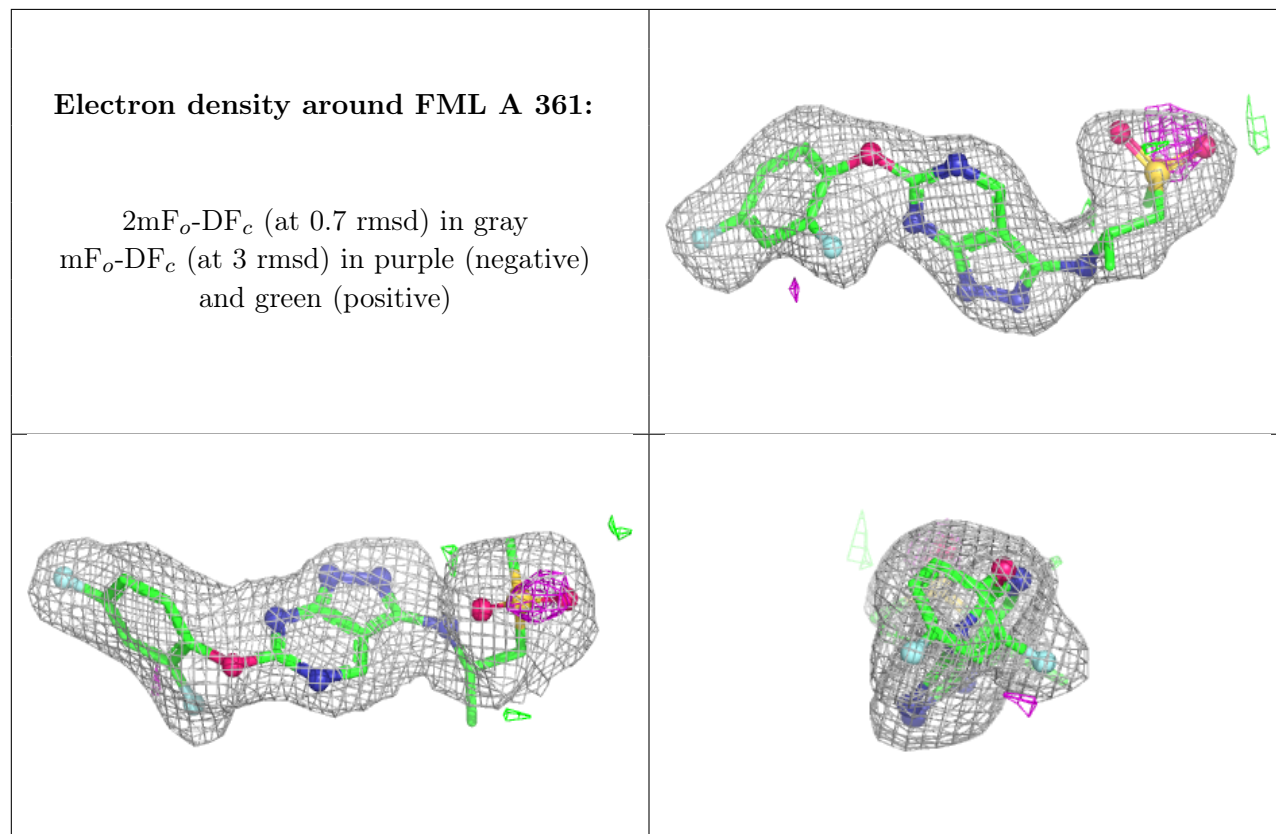 Electron density around FML A 361:
2mFo-DFc (at 0.7 rmsd) in gray
mFo-DFc (at 3 rmsd) in purple (negative)
and green (positive)